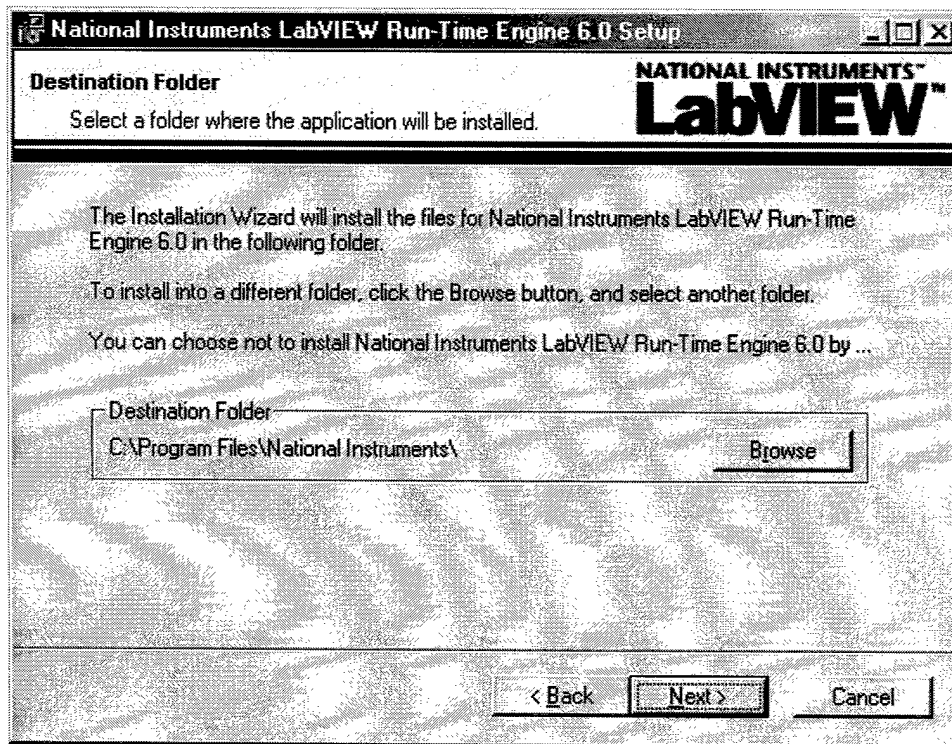 National Instruments LabVIEW Run-Time Engine 6.0 Setup
Destination Folder
Select a folder where the application will be installed.
NATIONAL INSTRUMENTS™
LabVIEW™
The Installation Wizard will install the files for National Instruments LabVIEW Run-Time
Engine 6.0 in the following folder.
To install into a different folder, click the Browse button, and select another folder.
You can choose not to install National Instruments LabVIEW Run-Time Engine 6.0 by ...
Destination Folder
C:\Program Files\National Instruments\
Browse
< Back
Next >
Cancel